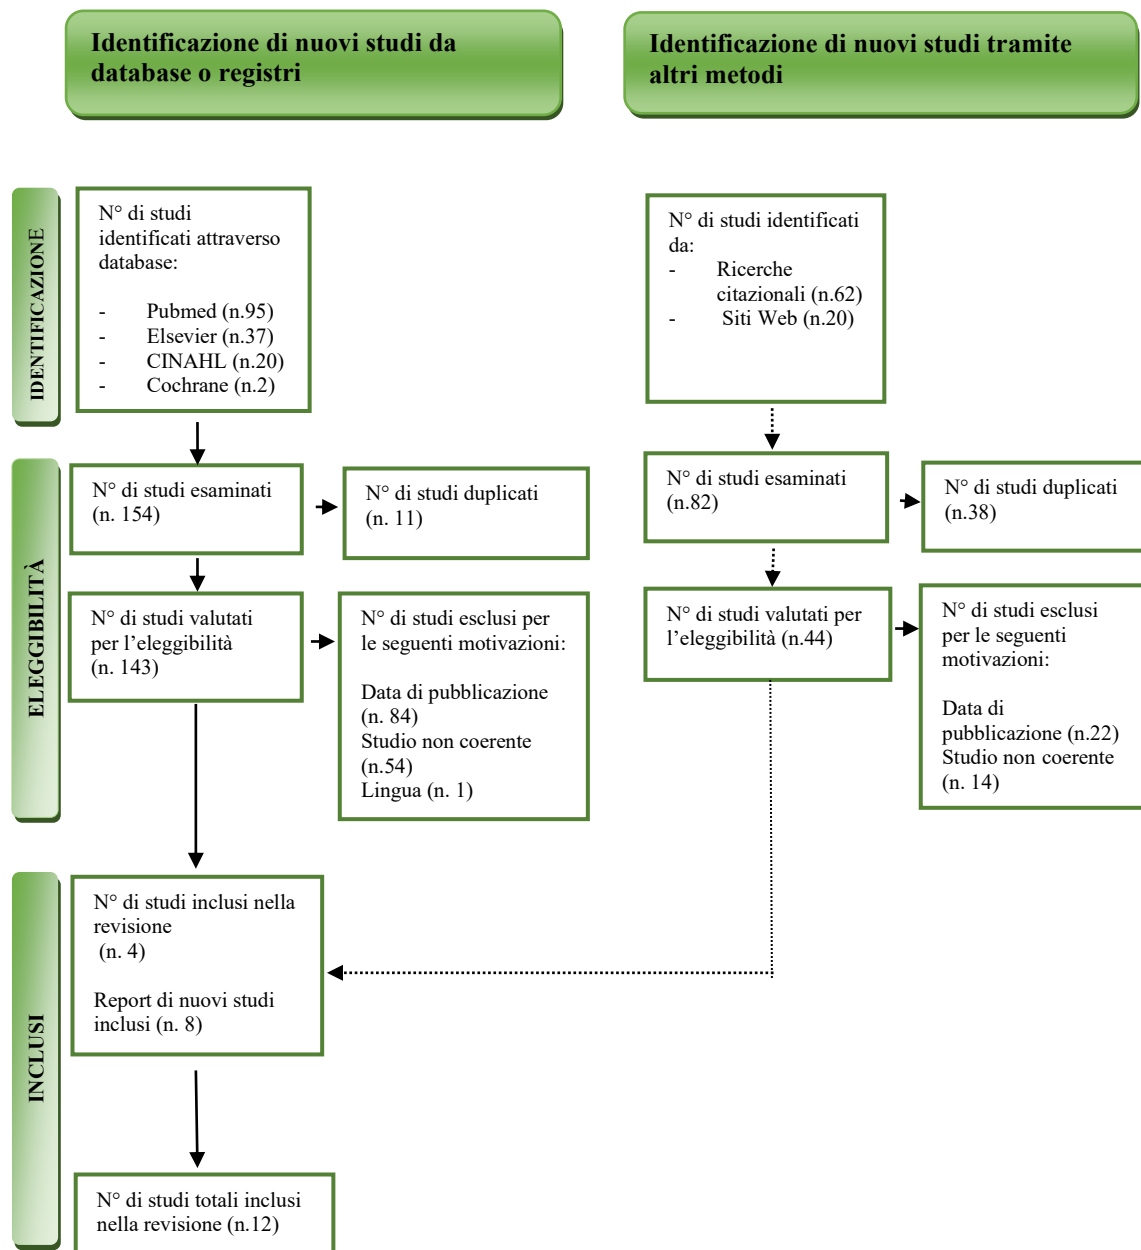 Identificazione di nuovi studi da
database o registri
Identificazione di nuovi studi tramite
altri metodi
IDENTIFICAZIONE
N° di studi
identificati attraverso
database:
- Pubmed (n.95)
- Elsevier (n.37)
- CINAHL (n.20)
- Cochrane (n.2)
N° di studi identificati
da:
- Ricerche
citazionali (n.62)
- Siti Web (n.20)
ELEGGIBILITÀ
N° di studi esaminati
(n. 154)
N° di studi duplicati
(n. 11)
N° di studi esaminati
(n.82)
N° di studi duplicati
(n.38)
N° di studi valutati
per l'eleggibilità
(n. 143)
N° di studi esclusi per
le seguenti motivazioni:
Data di pubblicazione
(n. 84)
Studio non coerente
(n.54)
Lingua (n. 1)
N° di studi valutati per
l'eleggibilità (n.44)
N° di studi esclusi
per le seguenti
motivazioni:
Data di
pubblicazione (n.22)
Studio non coerente
(n. 14)
INCLUSI
N° di studi inclusi nella
revisione
(n. 4)
Report di nuovi studi
inclusi (n. 8)
N° di studi totali inclusi
nella revisione (n.12)